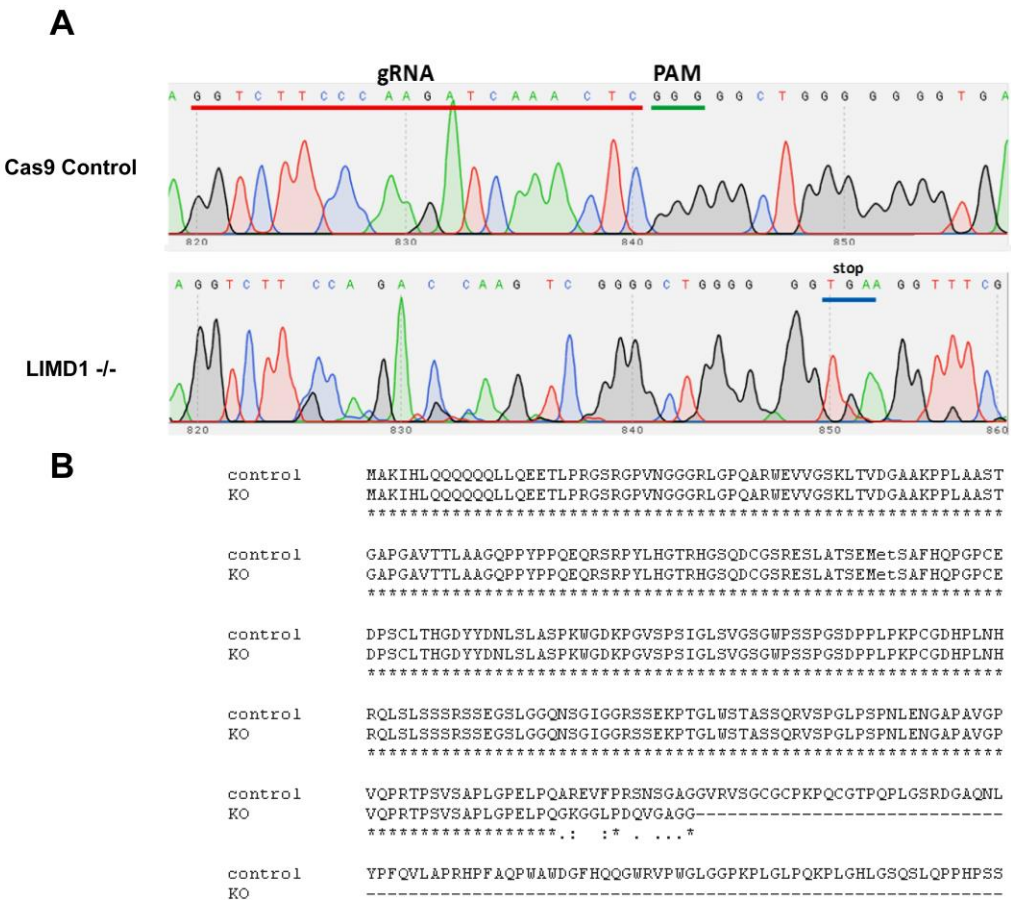 A
gRNA PAM
A G G T C T T C C C A A G A T C A A A C T C G G G G G C T G G G G G G G T G A
Cas9 Control
820 830 840 850
stop
A G G T C T T C C A G A C C A A G T C G G G G C T G G G G G G T G A A G G T T T C G
LIMD1 -/-
820 830 840 850 860
B
control MAKIHLQQQQQQLLQEETLPRGSRGPVNGGGRLGPQARWEVVGSKLTVDGAAKPPLAAST
KO MAKIHLQQQQQQLLQEETLPRGSRGPVNGGGRLGPQARWEVVGSKLTVDGAAKPPLAAST
************************************************************
control GAPGAVTTLAAGQPPYPPQEQRSRPYLHGTRHGSQDCGSRESLATSEMetSAFHQPGPCE
KO GAPGAVTTLAAGQPPYPPQEQRSRPYLHGTRHGSQDCGSRESLATSEMetSAFHQPGPCE
************************************************************
control DPSCLTHGDYYDNLSLASPKWGDKPGVSPSIGLSVGSGWPSSPGSDPPLPKPCGDHPLNH
KO DPSCLTHGDYYDNLSLASPKWGDKPGVSPSIGLSVGSGWPSSPGSDPPLPKPCGDHPLNH
************************************************************
control RQLSLSSSRSSEGSLGGQNSGIGGRSSEKPTGLWSTASSQRVSPGLPSPNLENGAPAVGP
KO RQLSLSSSRSSEGSLGGQNSGIGGRSSEKPTGLWSTASSQRVSPGLPSPNLENGAPAVGP
************************************************************
control VQPRTPSVSAPLGPELPQAREVFPRSNSGAGGVRVSGCGCPKPQCGTPQPLGSRDGAQNL
KO VQPRTPSVSAPLGPELPQGKGGLPDQVGAGG-----------------------------
******************.: :* . ...*
control YPFQVLAPRHPFAQPWAWDGFHQQGWRVPWGLGGPKPLGLPQKPLGHLGSQSLQPPHPSS
KO ------------------------------------------------------------